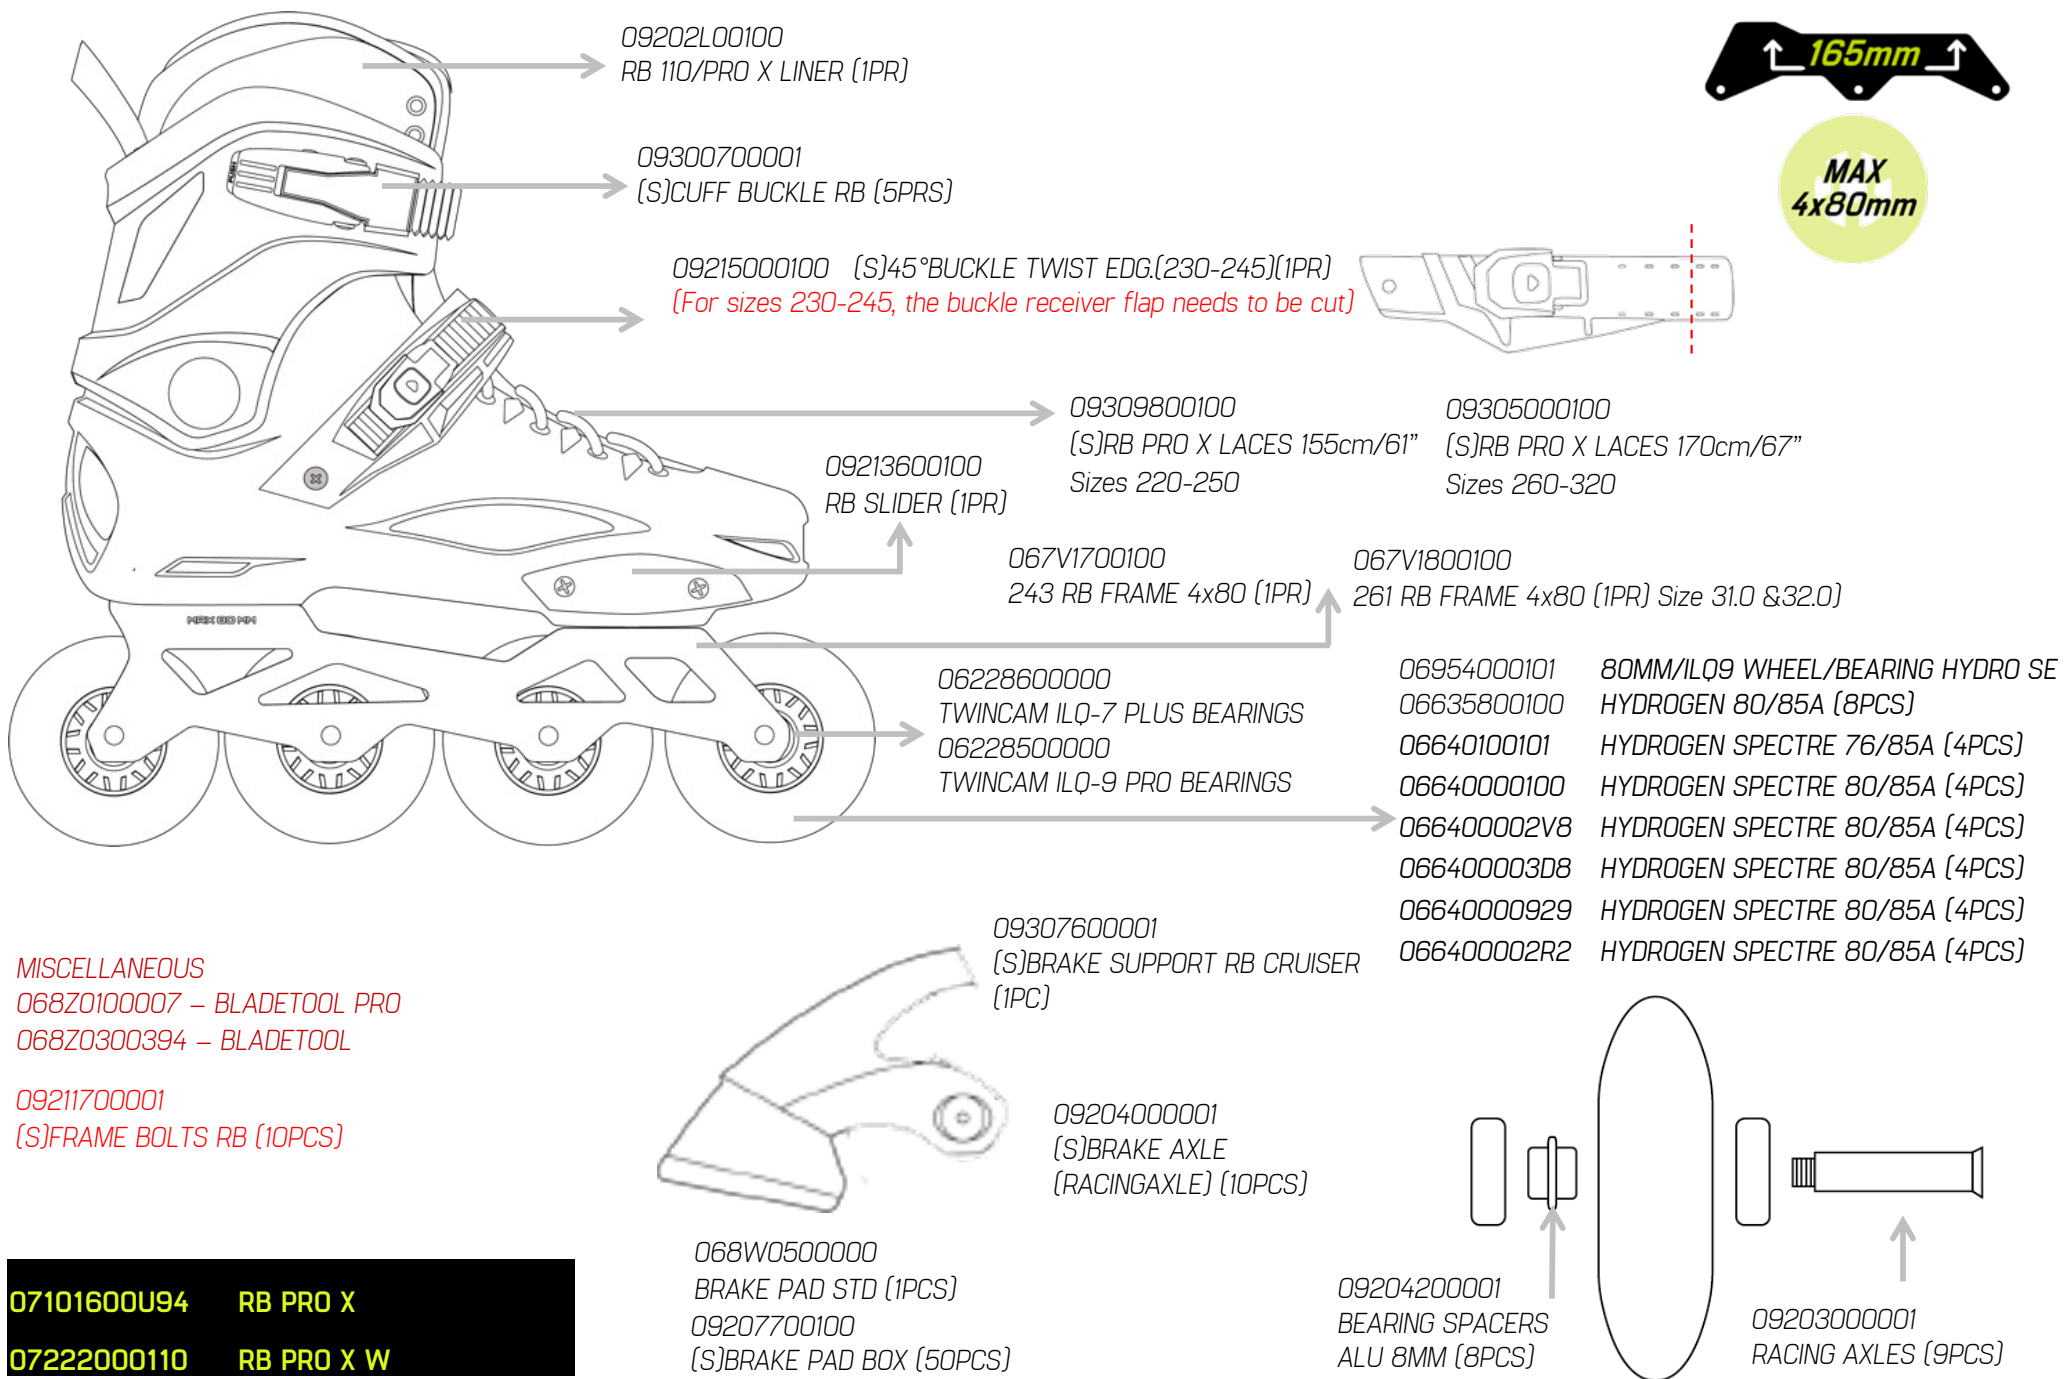 09202L00100
RB 110/PRO X LINER (1PR)
165mm
MAX
4x80mm
PUSH
09300700001
(S)CUFF BUCKLE RB (5PRS)
09215000100 (S)45°BUCKLE TWIST EDG.(230-245)(1PR)
(For sizes 230-245, the buckle receiver flap needs to be cut)
09309800100
(S)RB PRO X LACES 155cm/61”
Sizes 220-250
09305000100
(S)RB PRO X LACES 170cm/67”
Sizes 260-320
09213600100
RB SLIDER (1PR)
067V1700100
243 RB FRAME 4x80 (1PR)
067V1800100
261 RB FRAME 4x80 (1PR) Size 31.0 &32.0)
MAX 80 MM
06228600000
TWINCAM ILQ-7 PLUS BEARINGS
06228500000
TWINCAM ILQ-9 PRO BEARINGS
06954000101 80MM/ILQ9 WHEEL/BEARING HYDRO SE
06635800100 HYDROGEN 80/85A (8PCS)
06640100101 HYDROGEN SPECTRE 76/85A (4PCS)
06640000100 HYDROGEN SPECTRE 80/85A (4PCS)
066400002V8 HYDROGEN SPECTRE 80/85A (4PCS)
066400003D8 HYDROGEN SPECTRE 80/85A (4PCS)
06640000929 HYDROGEN SPECTRE 80/85A (4PCS)
066400002R2 HYDROGEN SPECTRE 80/85A (4PCS)
MISCELLANEOUS
068Z0100007 – BLADETOOL PRO
068Z0300394 – BLADETOOL
09211700001
(S)FRAME BOLTS RB (10PCS)
09307600001
(S)BRAKE SUPPORT RB CRUISER
(1PC)
09204000001
(S)BRAKE AXLE
(RACINGAXLE) (10PCS)
068W0500000
BRAKE PAD STD (1PCS)
09207700100
(S)BRAKE PAD BOX (50PCS)
09204200001
BEARING SPACERS
ALU 8MM (8PCS)
09203000001
RACING AXLES (9PCS)
07101600U94 RB PRO X
07222000110 RB PRO X W